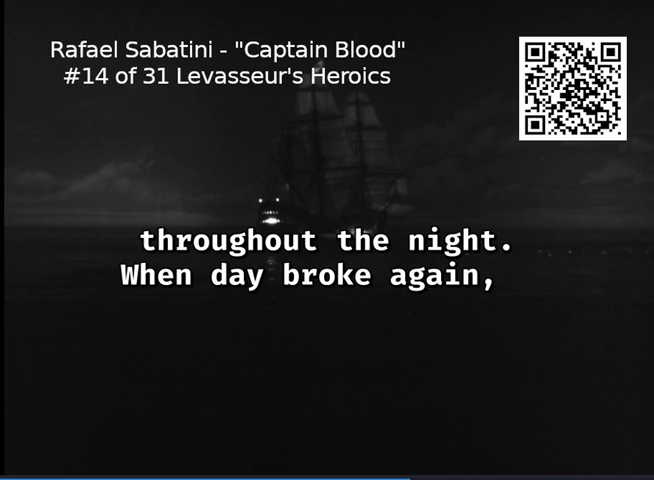 Rafael Sabatini - "Captain Blood"
#14 of 31 Levasseur's Heroics
throughout the night.
When day broke again,